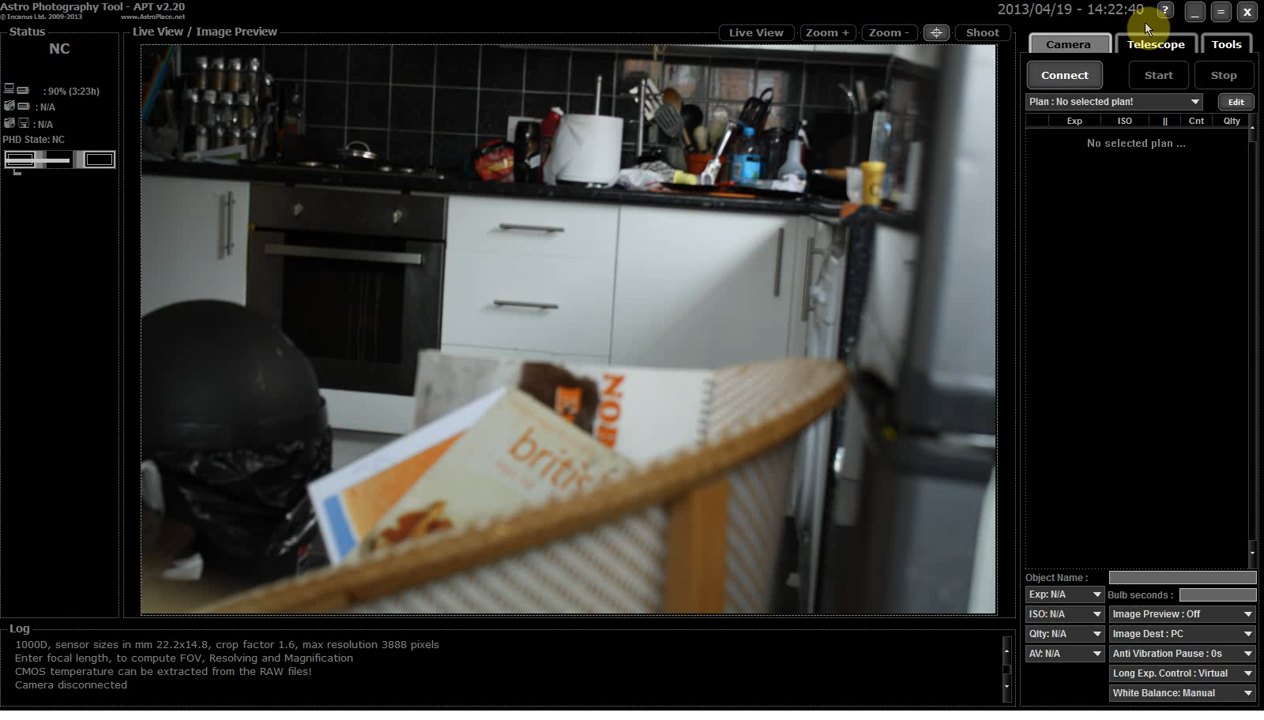 Astro Photography Tool - APT v2.20
© Incanus Ltd. 2009-2013 www.AstroPlace.net
2013/04/19 - 14:22:40
? _ = X
Status
NC
: 90% (3:23h)
: N/A
: N/A
PHD State: NC
Live View / Image Preview
Live View Zoom + Zoom - Shoot
Camera Telescope Tools
Connect Start Stop
Plan : No selected plan! Edit
Exp ISO || Cnt Qlty
No selected plan ...
NOR
britis
Object Name :
Exp: N/A Bulb seconds :
ISO: N/A Image Preview : Off
Qlty: N/A Image Dest : PC
AV: N/A Anti Vibration Pause : 0s
Long Exp. Control : Virtual
White Balance: Manual
Log
1000D, sensor sizes in mm 22.2x14.8, crop factor 1.6, max resolution 3888 pixels
Enter focal length, to compute FOV, Resolving and Magnification
CMOS temperature can be extracted from the RAW files!
Camera disconnected